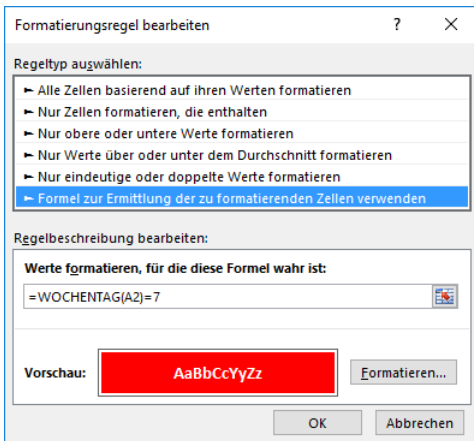 Formatierungsregel bearbeiten ? ×
Regeltyp auswählen:
► Alle Zellen basierend auf ihren Werten formatieren
► Nur Zellen formatieren, die enthalten
► Nur obere oder untere Werte formatieren
► Nur Werte über oder unter dem Durchschnitt formatieren
► Nur eindeutige oder doppelte Werte formatieren
► Formel zur Ermittlung der zu formatierenden Zellen verwenden
Regelbeschreibung bearbeiten:
Werte formatieren, für die diese Formel wahr ist:
=WOCHENTAG(A2)=7
Vorschau: AaBbCcYyZz Formatieren...
OK Abbrechen